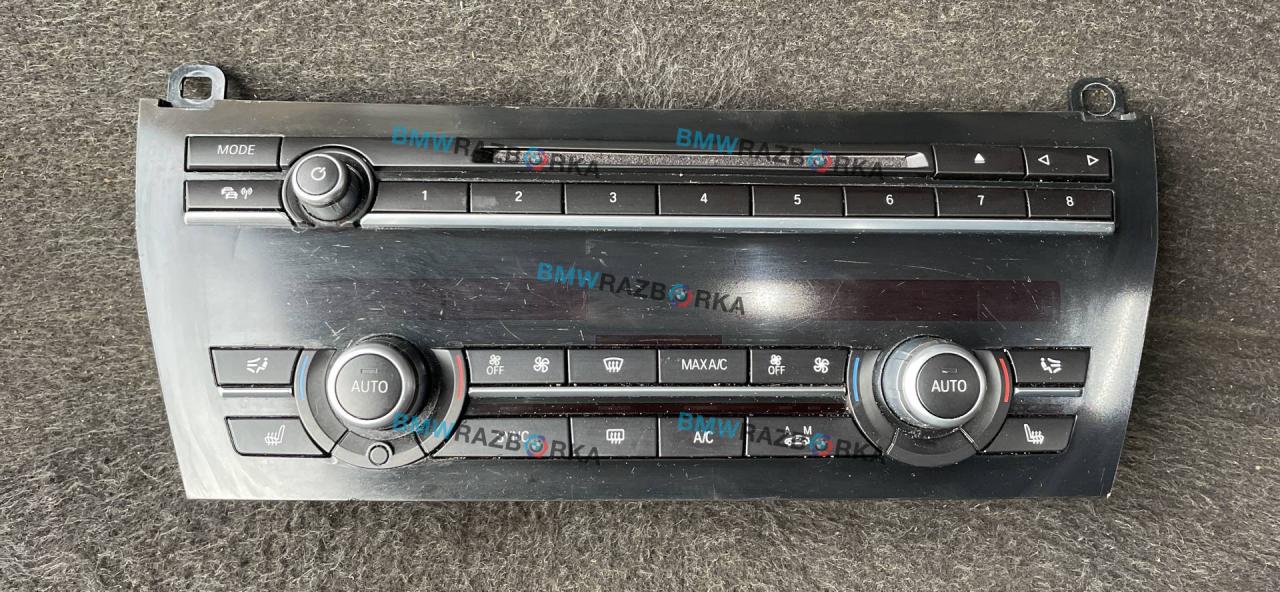 MODE
1 2 3 4 5 6 7 8
BMWRAZBORKA
BMWRAZBORKA
BMWRAZBORKA
AUTO
OFF
MAX A/C
OFF
AUTO
A/C
A M
BMWRAZBORKA
BMWRAZBORKA